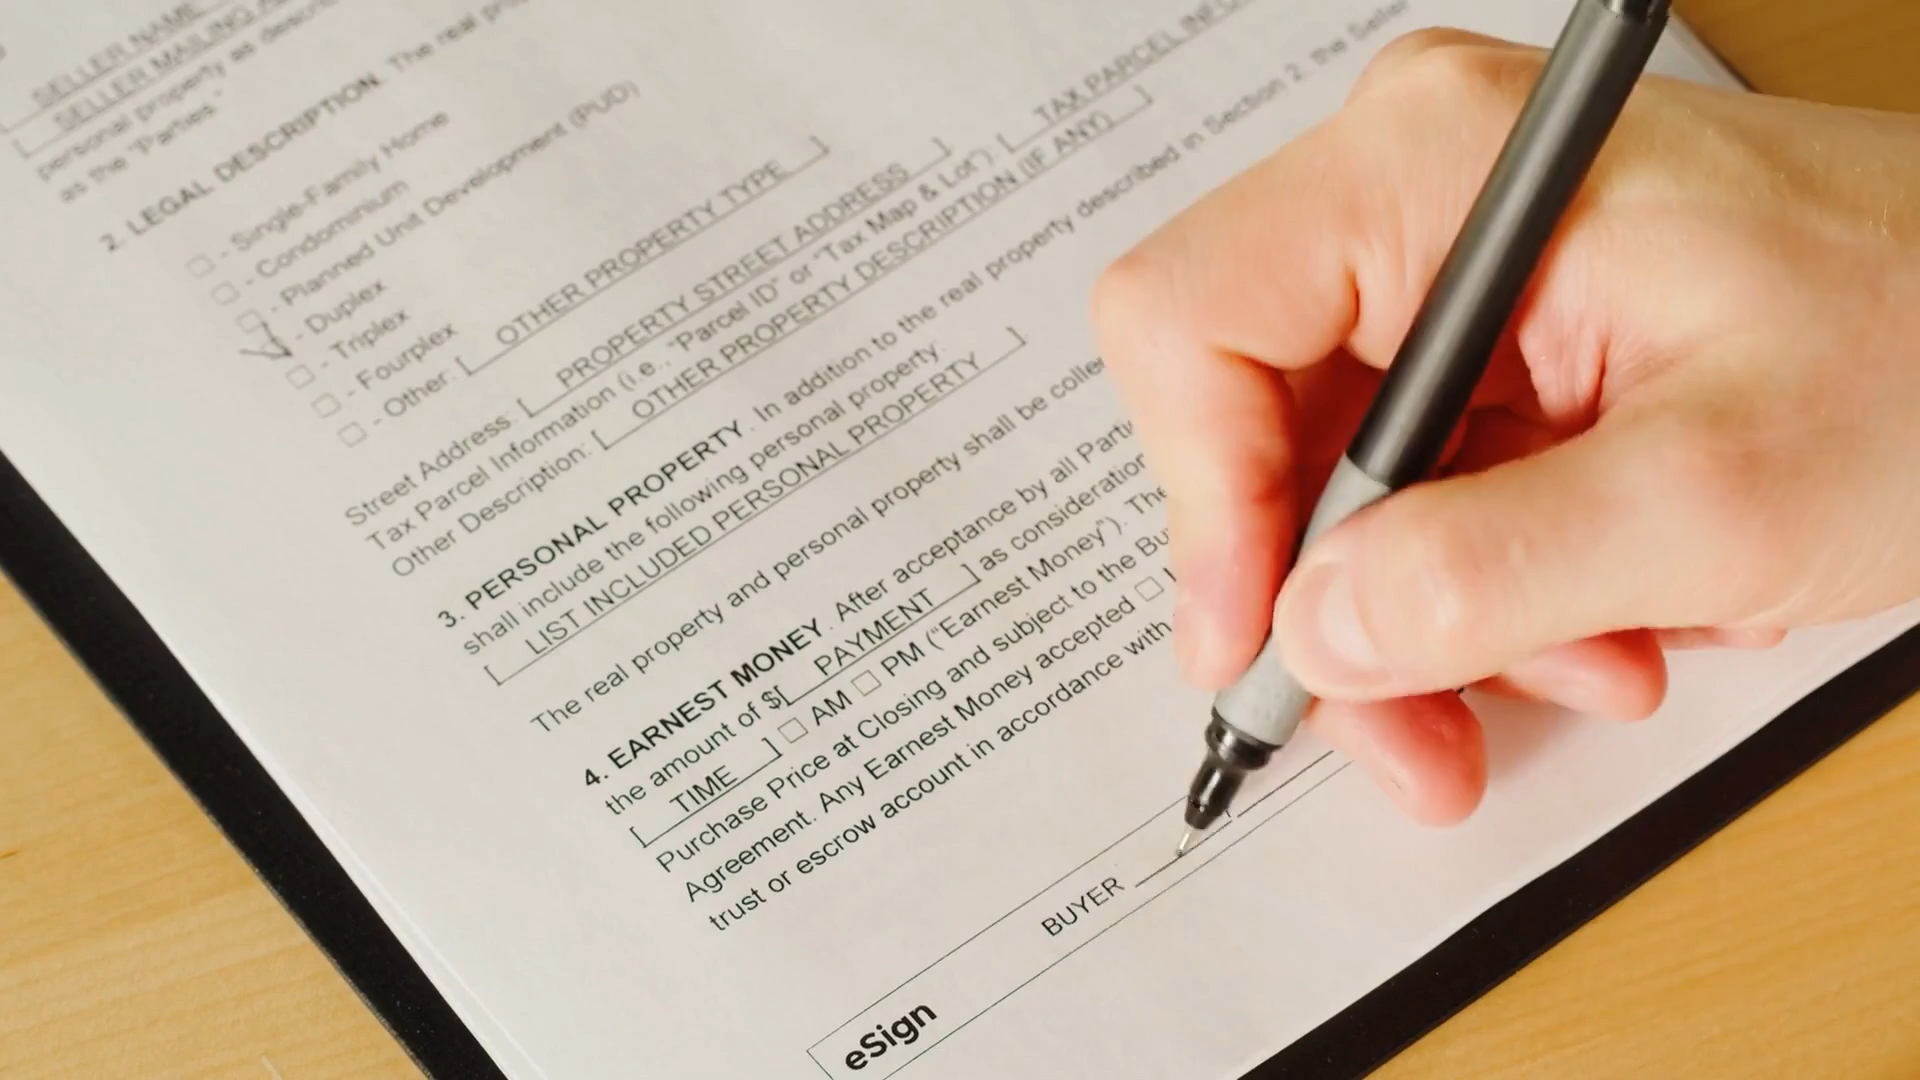 SELLER NAME
SELLER MAILING
personal property as
as the "Parties."
2. LEGAL DESCRIPTION. The real
☐ - Single-Family Home
☐ - Condominium
☐ - Planned Unit Development (PUD)
☑ - Duplex
☐ - Triplex
☐ - Fourplex
☐ - Other: [ OTHER PROPERTY TYPE ]
Street Address: [ PROPERTY STREET ADDRESS ]
Tax Parcel Information (i.e., "Parcel ID" or "Tax Map & Lot"): [ TAX PARCEL
Other Description: [ OTHER PROPERTY DESCRIPTION (IF ANY) ]
3. PERSONAL PROPERTY. In addition to the real property described in Section 2, the Seller
shall include the following personal property:
[ LIST INCLUDED PERSONAL PROPERTY ]
The real property and personal property shall be
4. EARNEST MONEY. After acceptance by all
the amount of $[ PAYMENT ] as consideration
[ TIME ] ☐ AM ☐ PM ("Earnest Money"). The
Purchase Price at Closing and subject to the
Agreement. Any Earnest Money accepted ☐
trust or escrow account in accordance with
eSign BUYER